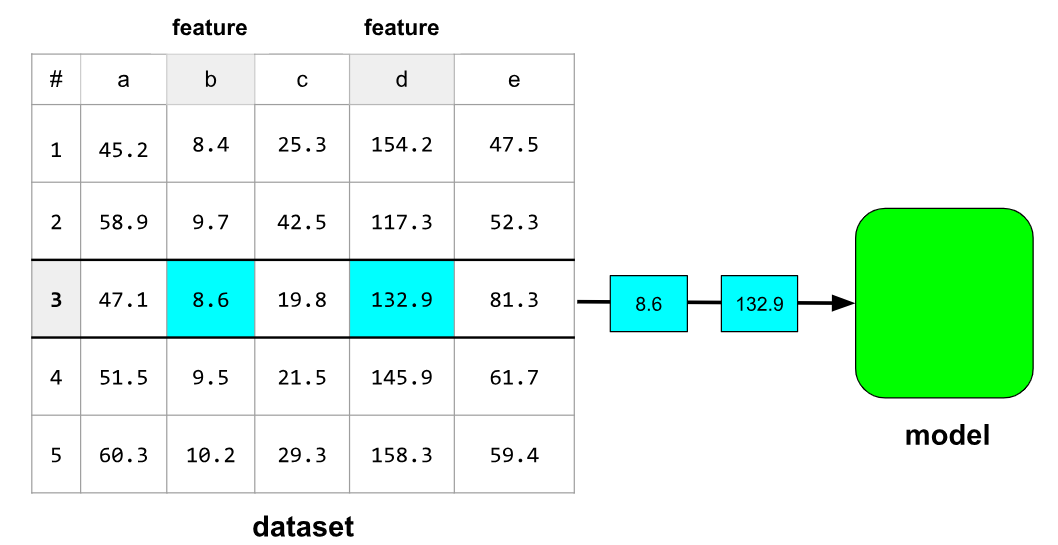 feature feature
# a b c d e
1 45.2 8.4 25.3 154.2 47.5
2 58.9 9.7 42.5 117.3 52.3
3 47.1 8.6 19.8 132.9 81.3 8.6 132.9
4 51.5 9.5 21.5 145.9 61.7
5 60.3 10.2 29.3 158.3 59.4
model
dataset